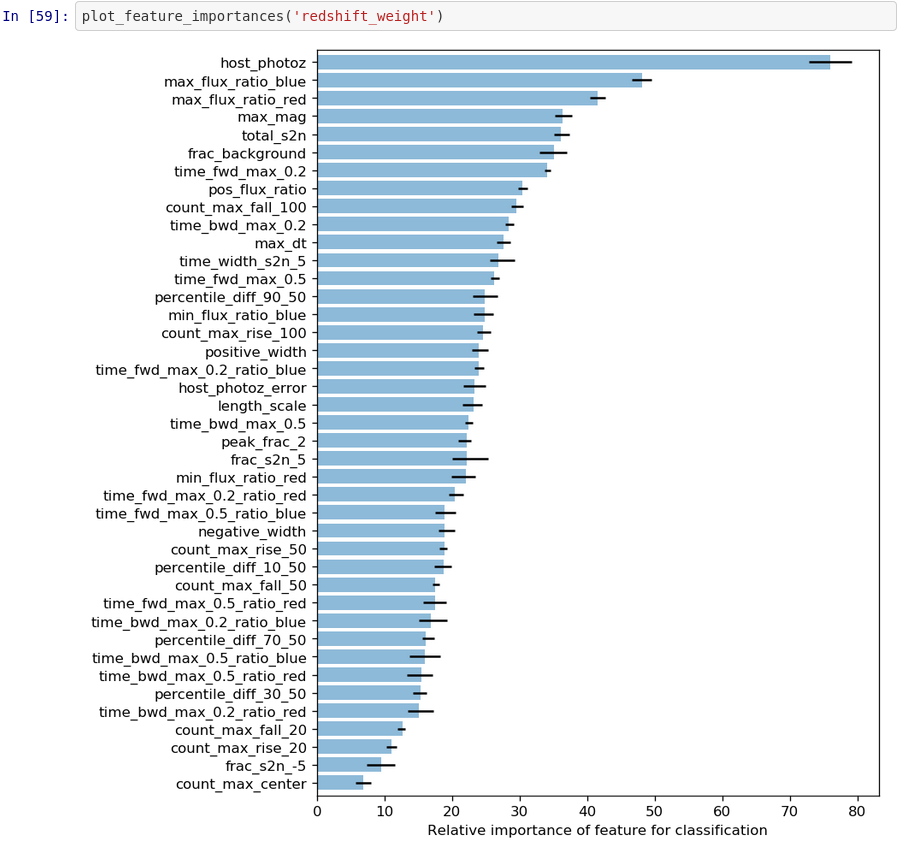 In [59]: plot_feature_importances('redshift_weight')
host_photoz
max_flux_ratio_blue
max_flux_ratio_red
max_mag
total_s2n
frac_background
time_fwd_max_0.2
pos_flux_ratio
count_max_fall_100
time_bwd_max_0.2
max_dt
time_width_s2n_5
time_fwd_max_0.5
percentile_diff_90_50
min_flux_ratio_blue
count_max_rise_100
positive_width
time_fwd_max_0.2_ratio_blue
host_photoz_error
length_scale
time_bwd_max_0.5
peak_frac_2
frac_s2n_5
min_flux_ratio_red
time_fwd_max_0.2_ratio_red
time_fwd_max_0.5_ratio_blue
negative_width
count_max_rise_50
percentile_diff_10_50
count_max_fall_50
time_fwd_max_0.5_ratio_red
time_bwd_max_0.2_ratio_blue
percentile_diff_70_50
time_bwd_max_0.5_ratio_blue
time_bwd_max_0.5_ratio_red
percentile_diff_30_50
time_bwd_max_0.2_ratio_red
count_max_fall_20
count_max_rise_20
frac_s2n_-5
count_max_center
0 10 20 30 40 50 60 70 80
Relative importance of feature for classification